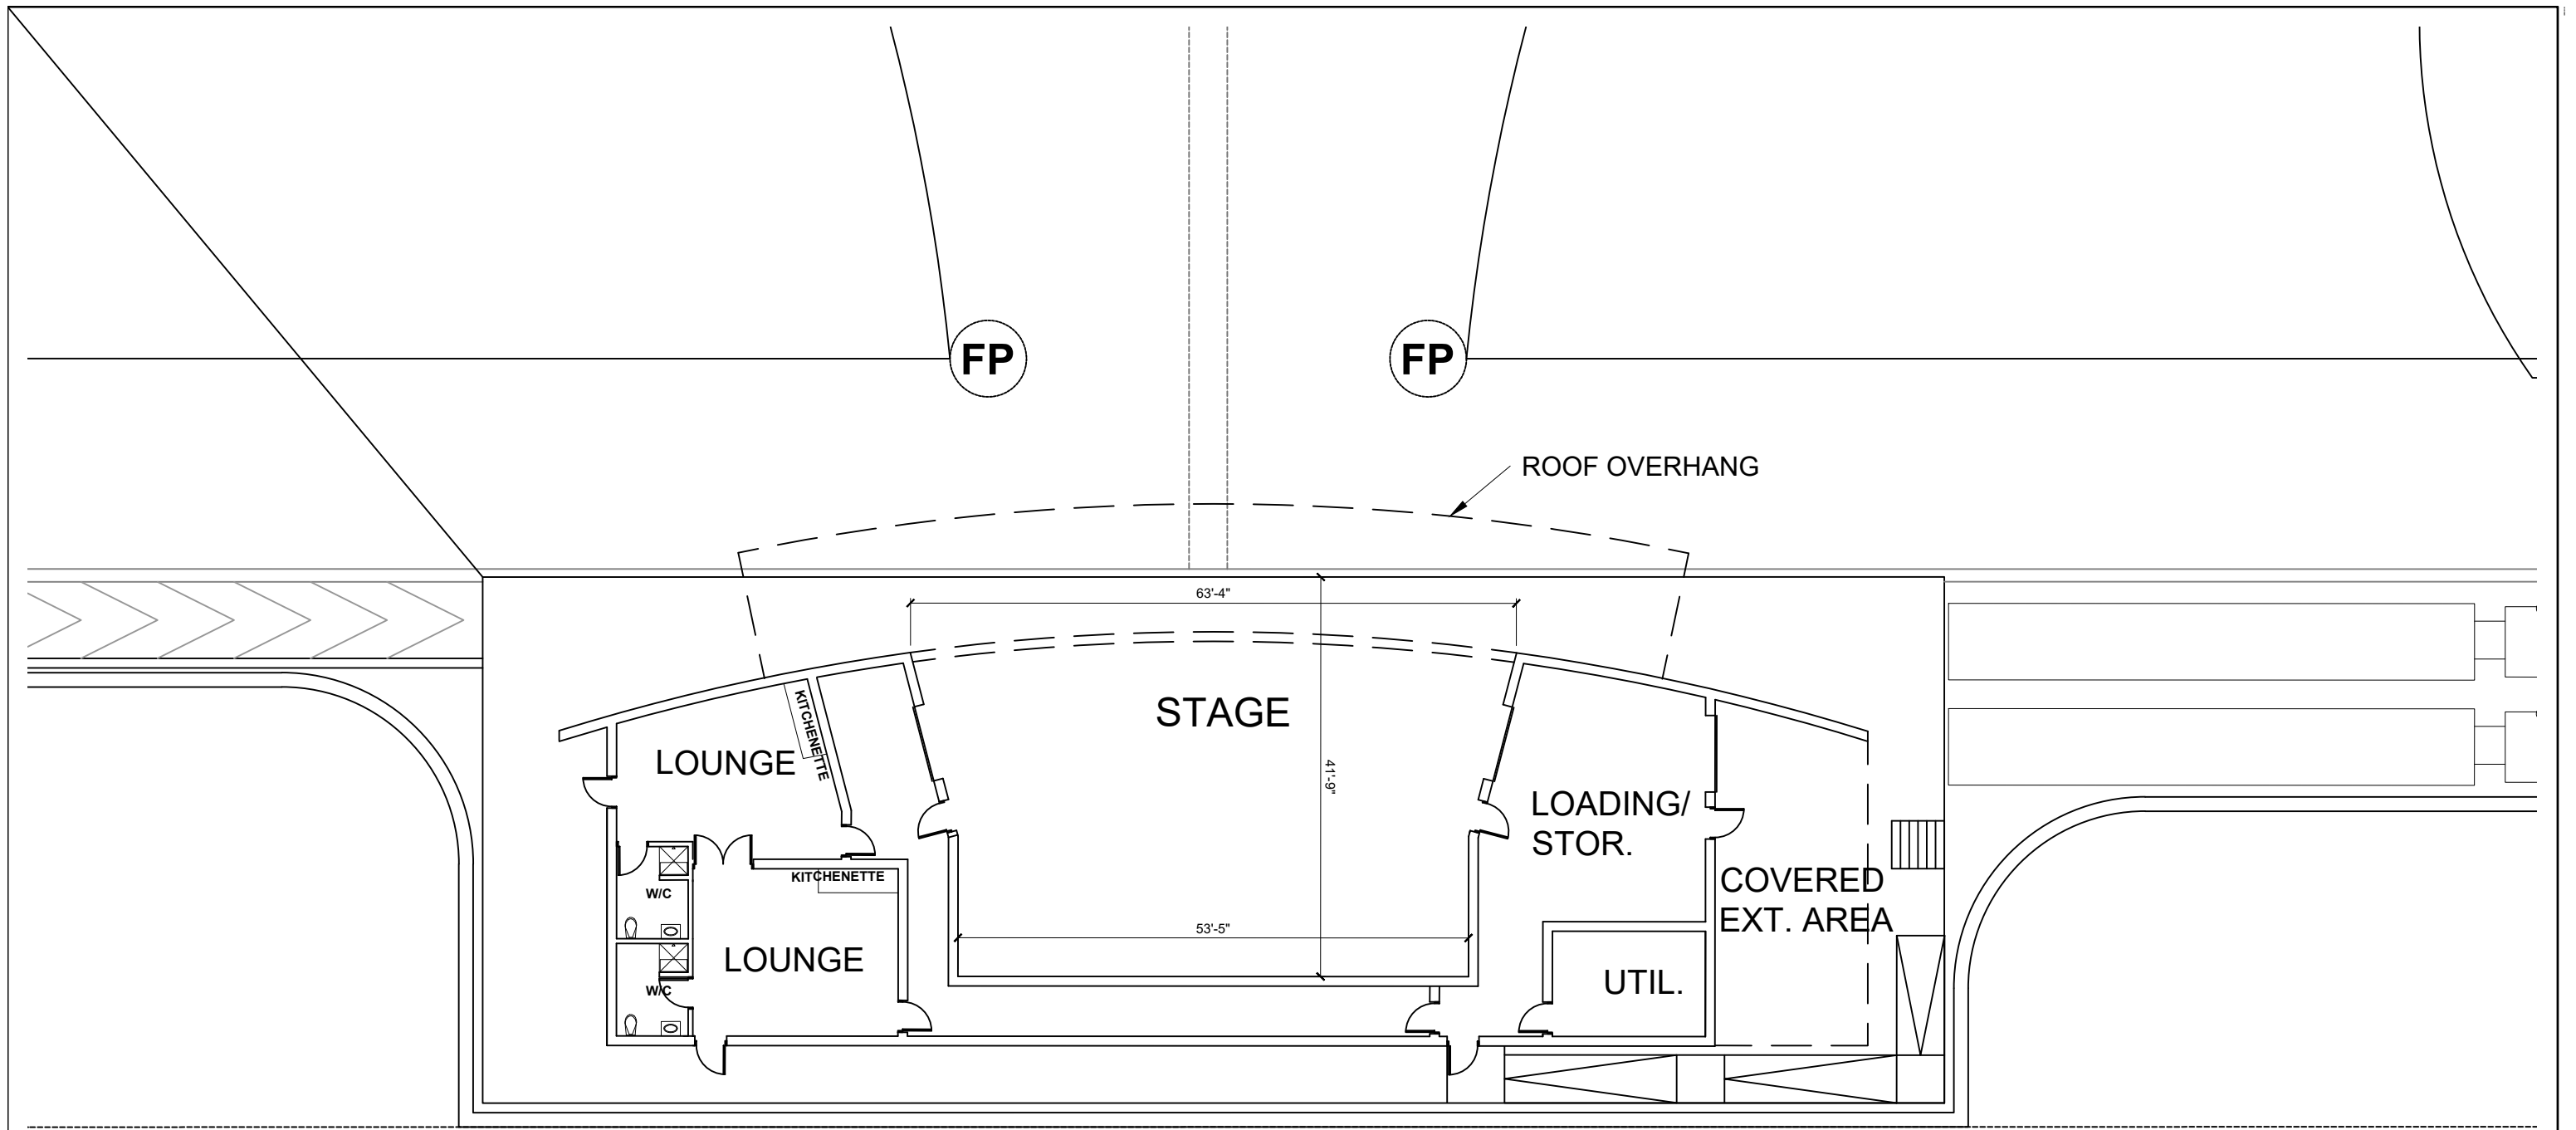 FP
FP
ROOF OVERHANG
63'-4"
STAGE
KITCHENETTE
LOUNGE
41'-9"
LOADING/
STOR.
KITCHENETTE
W/C
COVERED
EXT. AREA
53'-5"
LOUNGE
UTIL.
W/C